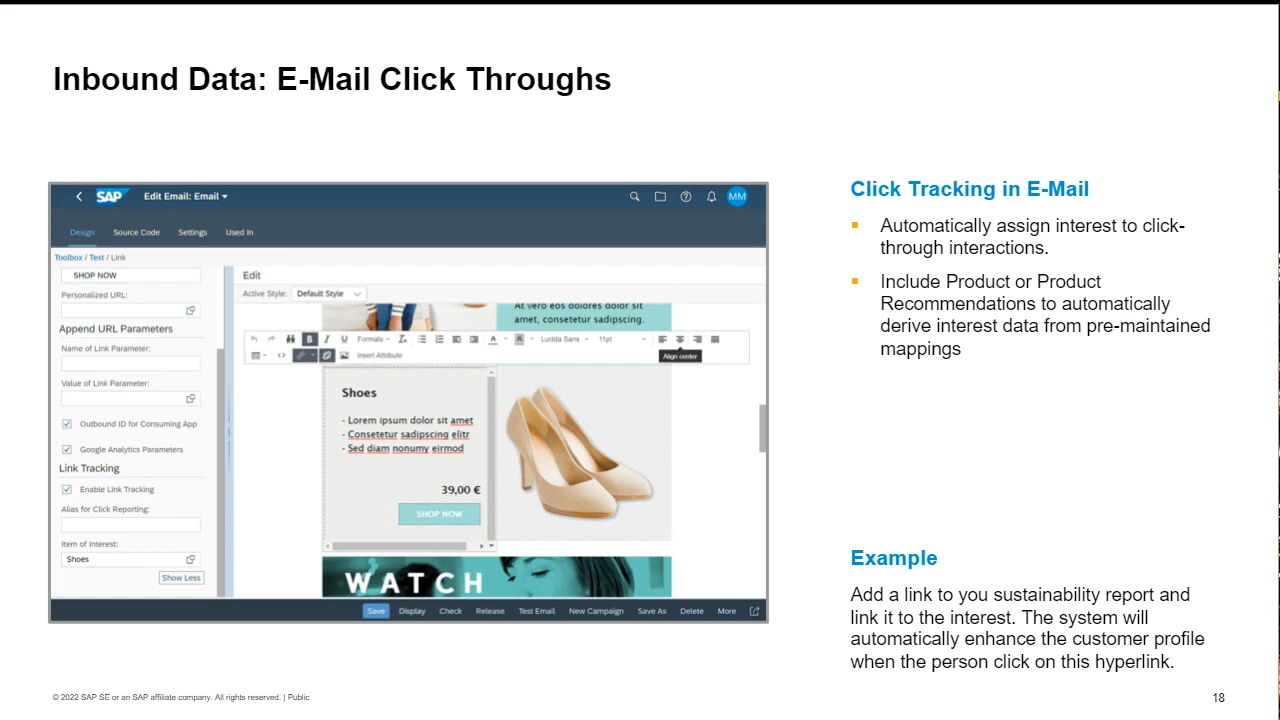 Inbound Data: E-Mail Click Throughs
SAP
Edit Email: Email
MM
Design
Source Code
Settings
Used In
Toolbox / Text / Link
SHOP NOW
Personalized URL:
Append URL Parameters
Name of Link Parameter:
Value of Link Parameter:
Outbound ID for Consuming App
Google Analytics Parameters
Link Tracking
Enable Link Tracking
Alias for Click Reporting:
Item of Interest:
Shoes
Show Less
Edit
Active Style:
Default Style
At vero eos dolores dolor sit
amet, consetetur sadipscing.
B I U Formats
A A Lucida Sans 11pt
Insert Attribute
Align center
Shoes
- Lorem ipsum dolor sit amet
- Consetetur sadipscing elitr
- Sed diam nonumy eirmod
39,00 €
SHOP NOW
WATCH
Save
Display
Check
Release
Test Email
New Campaign
Save As
Delete
More
Click Tracking in E-Mail
▪ Automatically assign interest to click-
through interactions.
▪ Include Product or Product
Recommendations to automatically
derive interest data from pre-maintained
mappings
Example
Add a link to you sustainability report and
link it to the interest. The system will
automatically enhance the customer profile
when the person click on this hyperlink.
© 2022 SAP SE or an SAP affiliate company. All rights reserved. | Public
18